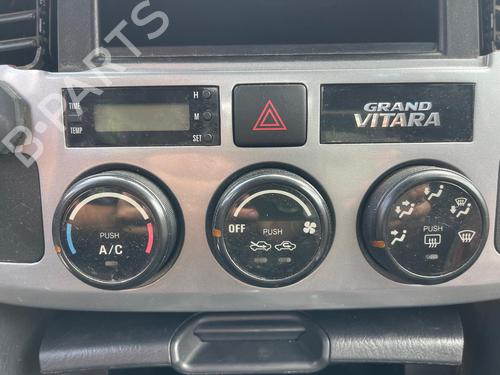 B-PARTS
TIME
TEMP
H
M
SET
GRAND
VITARA
PUSH
A/C
OFF
PUSH
PUSH